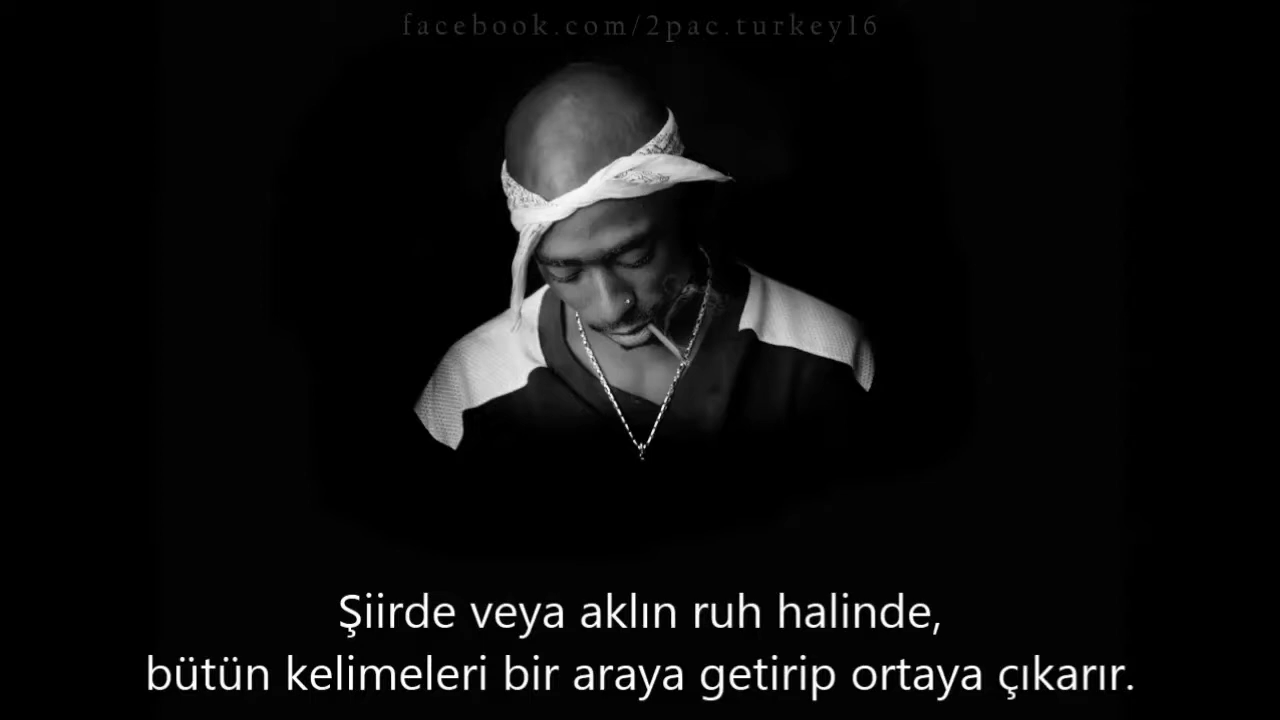 facebook.com/2pac.turkey16
Şiirde veya aklın ruh halinde,
bütün kelimeleri bir araya getirip ortaya çıkarır.